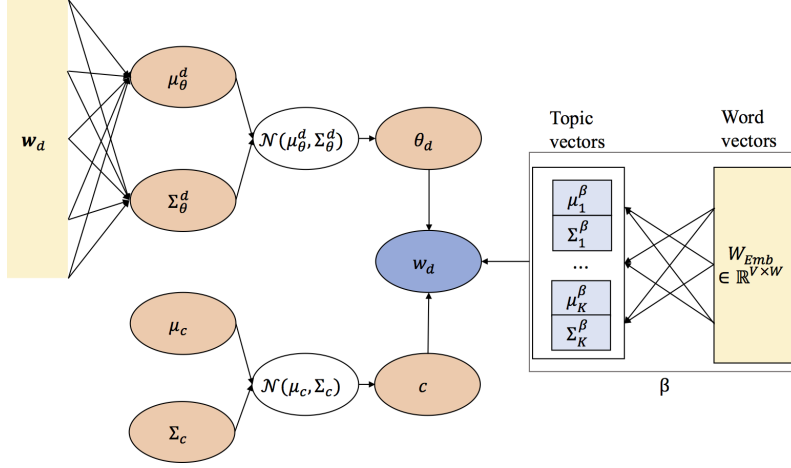 𝒘_d
μ_θ^d
Σ_θ^d
𝒩(μ_θ^d, Σ_θ^d)
θ_d
w_d
μ_c
Σ_c
𝒩(μ_c, Σ_c)
c
Topic
vectors
Word
vectors
μ_1^β
Σ_1^β
...
μ_K^β
Σ_K^β
W_Emb
∈ ℝ^{V×W}
β